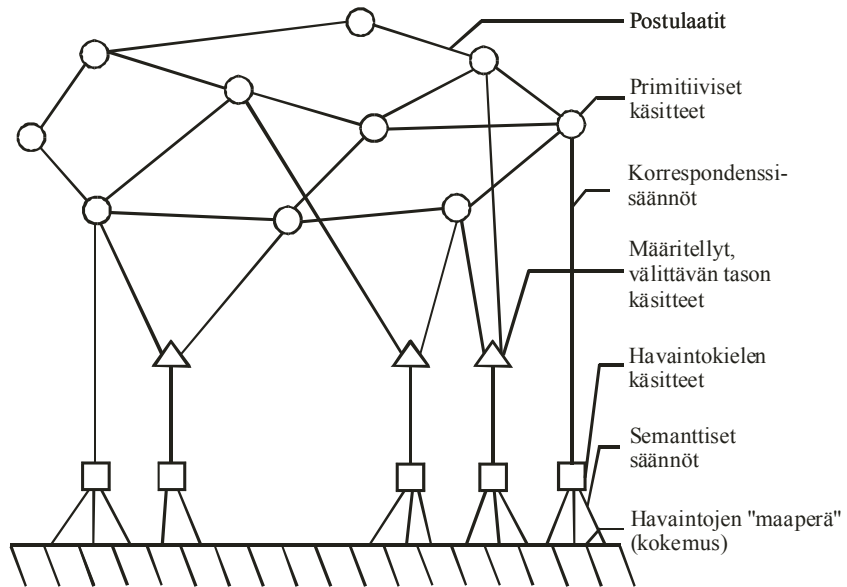 Postulaatit
Primitiiviset
käsitteet
Korrespondenssi-
säännöt
Määritellyt,
välittävän tason
käsitteet
Havaintokielen
käsitteet
Semanttiset
säännöt
Havaintojen "maaperä"
(kokemus)